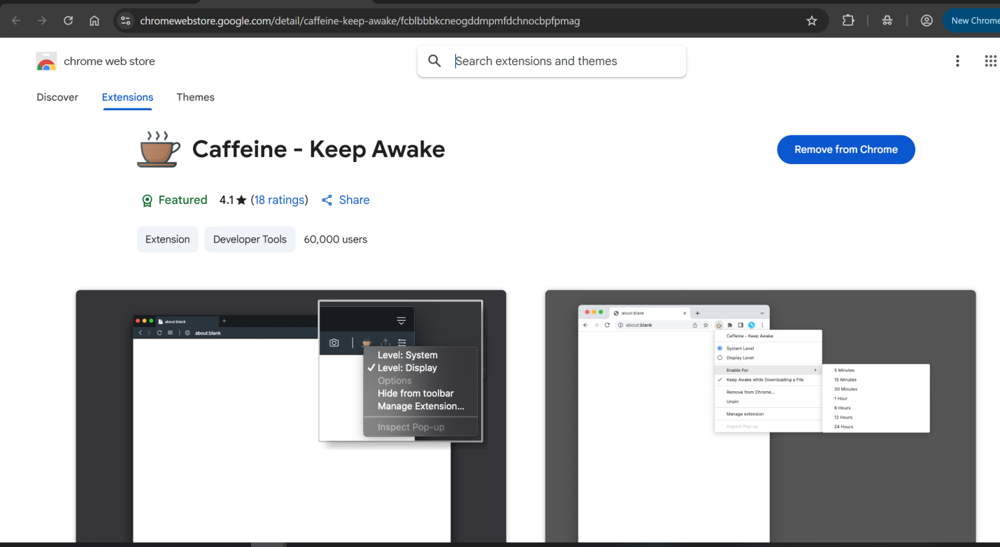 chromewebstore.google.com/detail/caffeine-keep-awake/fcblbbbkcneogddmpmfdchnocbpfpmag
New Chrome
chrome web store
Search extensions and themes
Discover Extensions Themes
Caffeine - Keep Awake
Remove from Chrome
Featured 4.1★ (18 ratings) Share
Extension Developer Tools 60,000 users
about:blank
about:blank
Level: System
✓ Level: Display
Options
Hide from toolbar
Manage Extension...
Inspect Pop-up
about:blank
about:blank
Caffeine - Keep Awake
System Level
Display Level
Enable For
✓ Keep Awake while Downloading a File
Remove from Chrome...
Unpin
Manage extension
Inspect Pop-up
5 Minutes
15 Minutes
30 Minutes
1 Hour
6 Hours
12 Hours
24 Hours